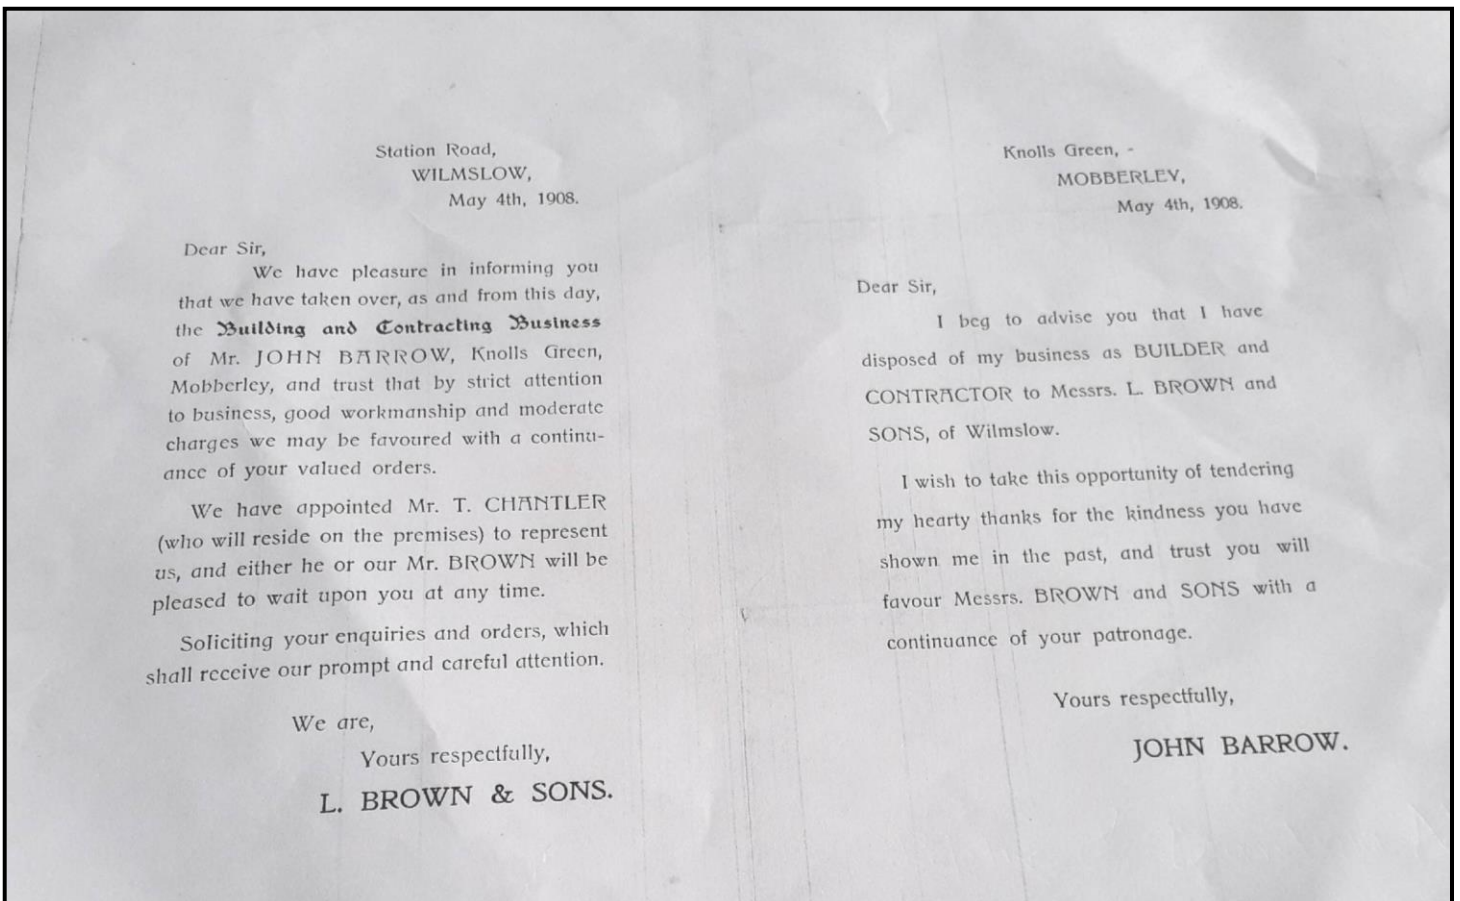 Station Road,
WILMSLOW,
May 4th, 1908.
Dear Sir,
We have pleasure in informing you
that we have taken over, as and from this day,
the Building and Contracting Business
of Mr. JOHN BARROW, Knolls Green,
Mobberley, and trust that by strict attention
to business, good workmanship and moderate
charges we may be favoured with a continu-
ance of your valued orders.
We have appointed Mr. T. CHANTLER
(who will reside on the premises) to represent
us, and either he or our Mr. BROWN will be
pleased to wait upon you at any time.
Soliciting your enquiries and orders, which
shall receive our prompt and careful attention.
We are,
Yours respectfully,
L. BROWN & SONS.
Knolls Green, -
MOBBERLEY,
May 4th, 1908.
Dear Sir,
I beg to advise you that I have
disposed of my business as BUILDER and
CONTRACTOR to Messrs. L. BROWN and
SONS, of Wilmslow.
I wish to take this opportunity of tendering
my hearty thanks for the kindness you have
shown me in the past, and trust you will
favour Messrs. BROWN and SONS with a
continuance of your patronage.
Yours respectfully,
JOHN BARROW.